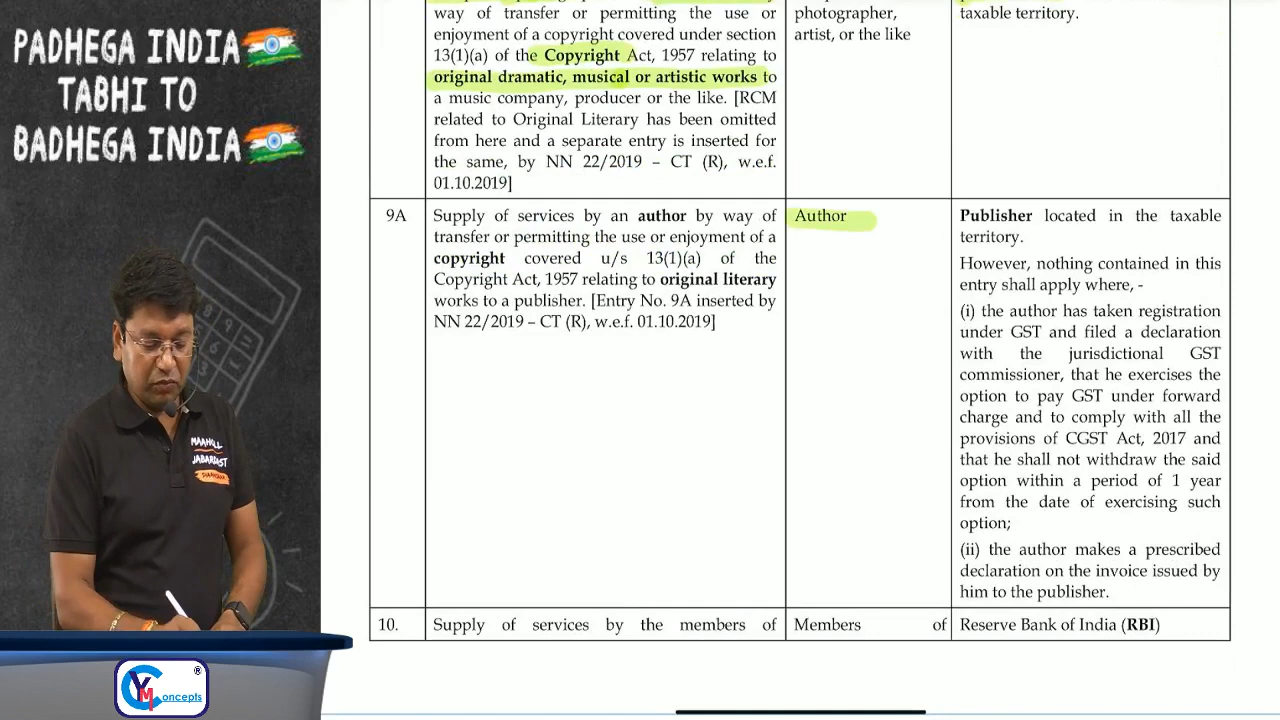 PADHEGA INDIA
TABHI TO
BADHEGA INDIA
MAAHOLL
JABARDAST
YM Concepts
®
way of transfer or permitting the use or
enjoyment of a copyright covered under section
13(1)(a) of the Copyright Act, 1957 relating to
original dramatic, musical or artistic works to
a music company, producer or the like. [RCM
related to Original Literary has been omitted
from here and a separate entry is inserted for
the same, by NN 22/2019 – CT (R), w.e.f.
01.10.2019]
photographer,
artist, or the like
taxable territory.
9A
Supply of services by an author by way of
transfer or permitting the use or enjoyment of a
copyright covered u/s 13(1)(a) of the
Copyright Act, 1957 relating to original literary
works to a publisher. [Entry No. 9A inserted by
NN 22/2019 – CT (R), w.e.f. 01.10.2019]
Author
Publisher located in the taxable
territory.
However, nothing contained in this
entry shall apply where, -
(i) the author has taken registration
under GST and filed a declaration
with the jurisdictional GST
commissioner, that he exercises the
option to pay GST under forward
charge and to comply with all the
provisions of CGST Act, 2017 and
that he shall not withdraw the said
option within a period of 1 year
from the date of exercising such
option;
(ii) the author makes a prescribed
declaration on the invoice issued by
him to the publisher.
10.
Supply of services by the members of
Members of
Reserve Bank of India (RBI)